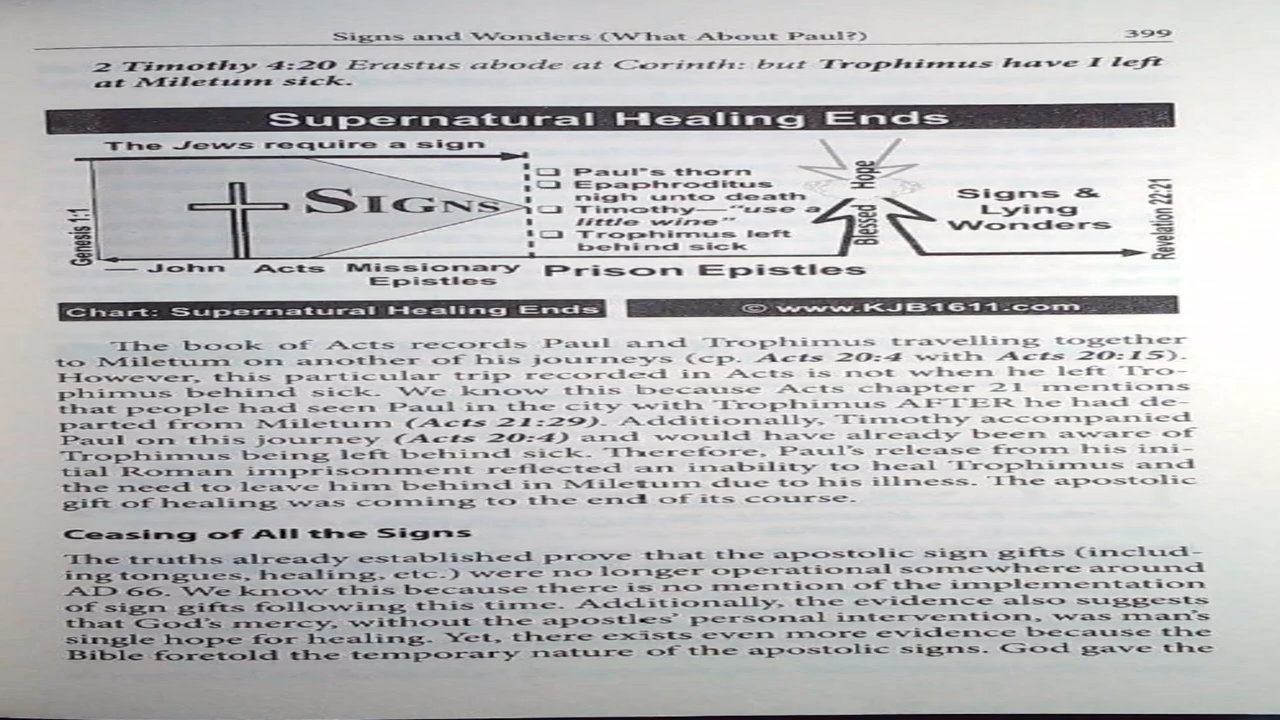 Signs and Wonders (What About Paul?) 399
2 Timothy 4:20 Erastus abode at Corinth: but Trophimus have I left
at Miletum sick.
Supernatural Healing Ends
The Jews require a sign
Genesis 1:1
SIGNS
❑ Paul's thorn
❑ Epaphroditus
nigh unto death
❑ Timothy—"use a
little wine"
❑ Trophimus left
behind sick
Blessed Hope
Signs &
Lying
Wonders
Revelation 22:21
— John Acts Missionary
Epistles
Prison Epistles
Chart: Supernatural Healing Ends © www.KJB1611.com
The book of Acts records Paul and Trophimus travelling together
to Miletum on another of his journeys (cp. Acts 20:4 with Acts 20:15).
However, this particular trip recorded in Acts is not when he left Tro-
phimus behind sick. We know this because Acts chapter 21 mentions
that people had seen Paul in the city with Trophimus AFTER he had de-
parted from Miletum (Acts 21:29). Additionally, Timothy accompanied
Paul on this journey (Acts 20:4) and would have already been aware of
Trophimus being left behind sick. Therefore, Paul's release from his ini-
tial Roman imprisonment reflected an inability to heal Trophimus and
the need to leave him behind in Miletum due to his illness. The apostolic
gift of healing was coming to the end of its course.
Ceasing of All the Signs
The truths already established prove that the apostolic sign gifts (includ-
ing tongues, healing, etc.) were no longer operational somewhere around
AD 66. We know this because there is no mention of the implementation
of sign gifts following this time. Additionally, the evidence also suggests
that God's mercy, without the apostles' personal intervention, was man's
single hope for healing. Yet, there exists even more evidence because the
Bible foretold the temporary nature of the apostolic signs. God gave the